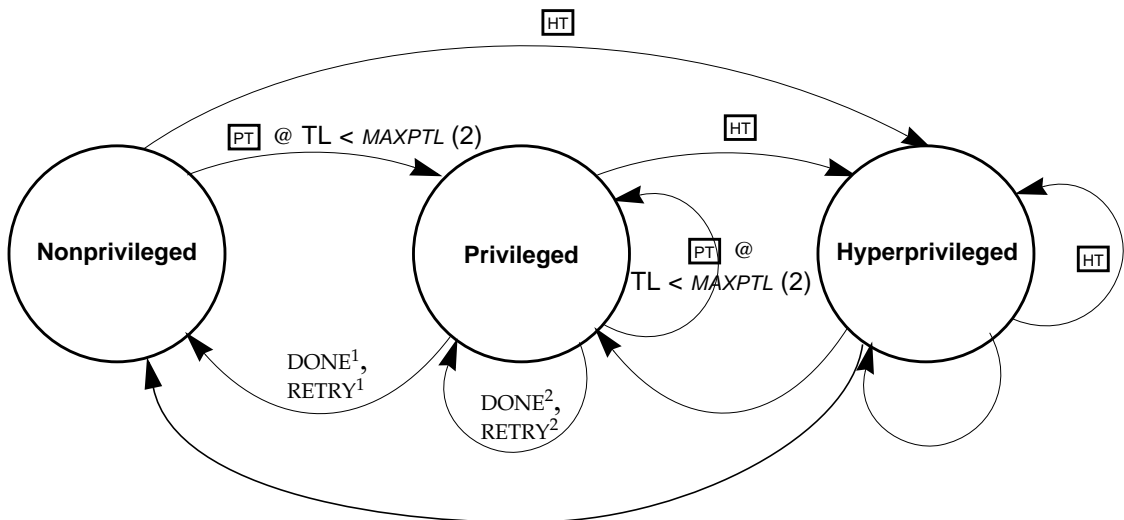 HT
PT @ TL < MAXPTL (2)
HT
Nonprivileged
Privileged
Hyperprivileged
PT @
TL < MAXPTL (2)
HT
DONE¹,
RETRY¹
DONE²,
RETRY²